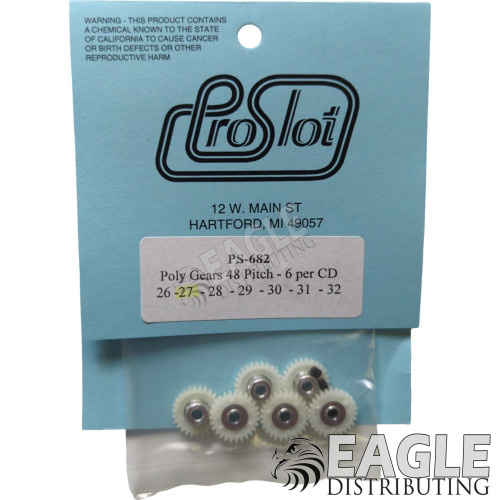 WARNING - THIS PRODUCT CONTAINS
A CHEMICAL KNOWN TO THE STATE
OF CALIFORNIA TO CAUSE CANCER
OR BIRTH DEFECTS OR OTHER
REPRODUCTIVE HARM
ProSlot
12 W. MAIN ST
HARTFORD, MI 49057
EAGLE
DISTRIBUTING
PS-682
Poly Gears 48 Pitch - 6 per CD
26 -27 - 28 - 29 - 30 - 31 - 32
EAGLE
DISTRIBUTING